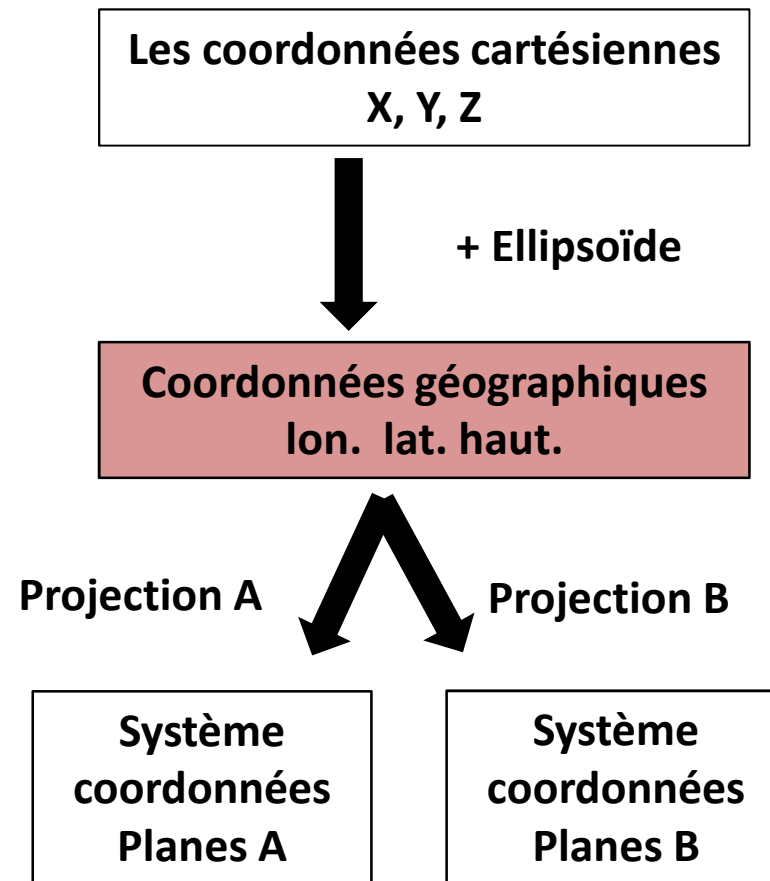 Les coordonnées cartésiennes
X, Y, Z
+ Ellipsoïde
Coordonnées géographiques
lon. lat. haut.
Projection A
Projection B
Système
coordonnées
Planes A
Système
coordonnées
Planes B